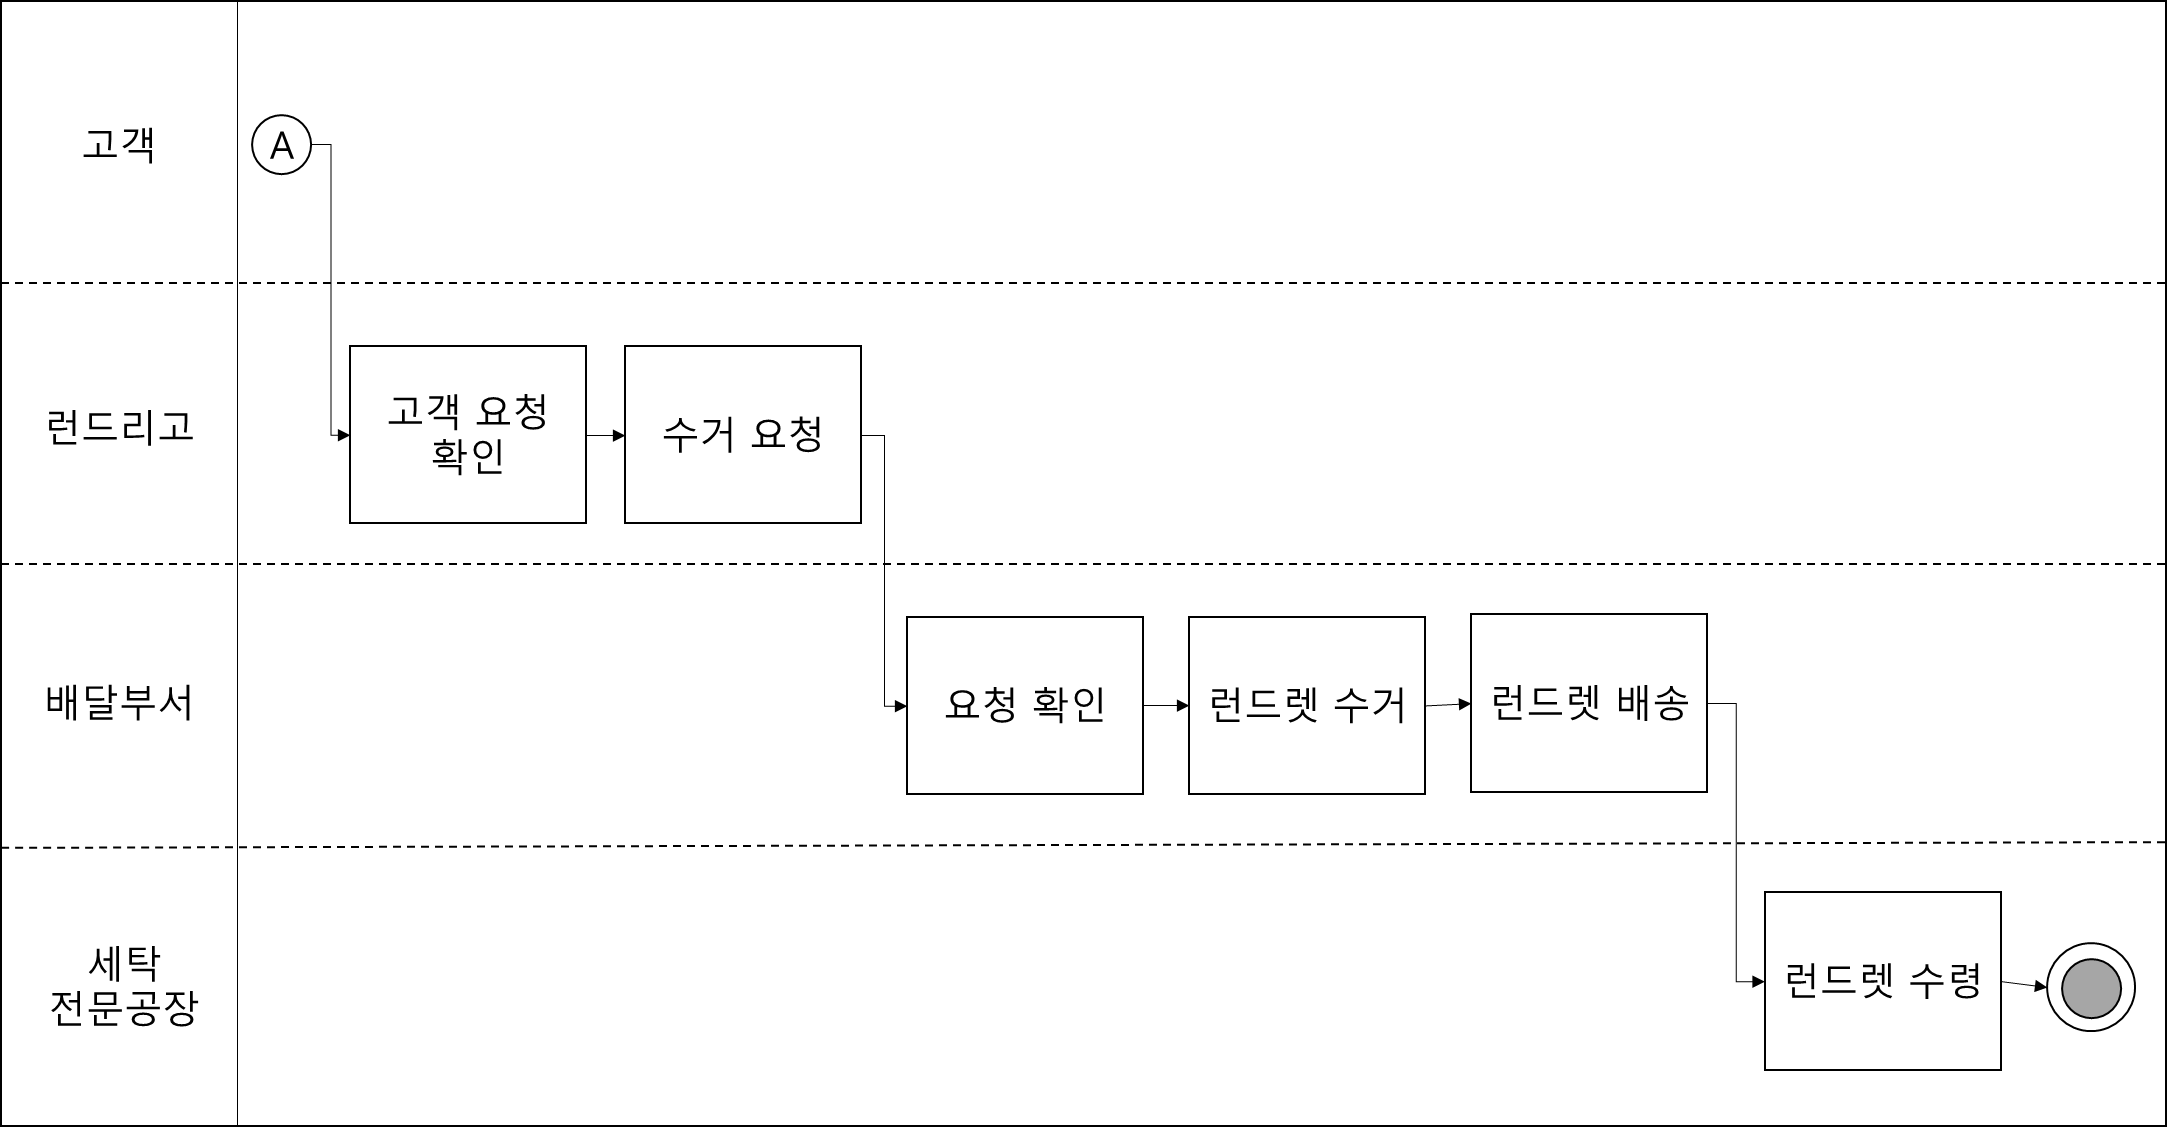 고객
A
런드리고
고객 요청
확인
수거 요청
배달부서
요청 확인
런드렛 수거
런드렛 배송
세탁
전문공장
런드렛 수령